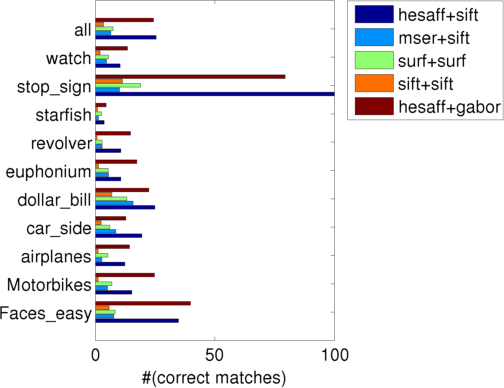 all
watch
stop_sign
starfish
revolver
euphonium
dollar_bill
car_side
airplanes
Motorbikes
Faces_easy
0 50 100
#(correct matches)
hesaff+sift
mser+sift
surf+surf
sift+sift
hesaff+gabor